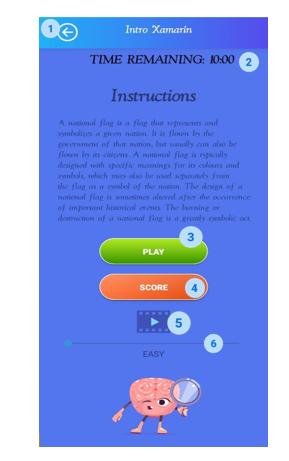 1
Intro Xamarin
TIME REMAINING: 10:00
2
Instructions
A national flag is a flag that represents and
symbolizes a given nation. It is flown by the
government of that nation, but usually can also be
flown by its citizens. A national flag is typically
designed with specific meanings for its colours and
symbols, which may also be used separately from
the flag as a symbol of the nation. The design of a
national flag is sometimes altered after the occurrence
of important historical events. The burning or
destruction of a national flag is a greatly symbolic act.
3
PLAY
SCORE
4
5
6
EASY